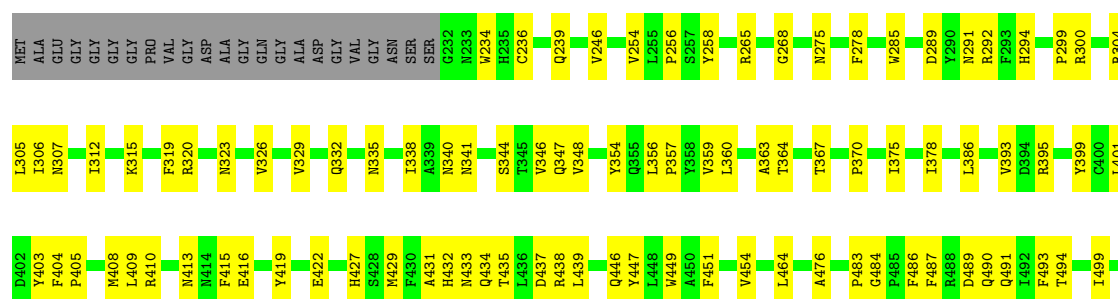 MET ALA GLU GLY GLY GLY GLY GLY PRO VAL GLY ASP ALA GLY GLN GLY ALA ASP GLY VAL GLY ASN SER SER G232 N233 W234 H235 C236 Q239 V246 V254 L255 P256 S257 Y258 R265 G268 N275 F278 W285 D289 Y290 N291 R292 F293 H294 P299 R300
L305 I306 N307 I312 K315 F319 R320 N323 V326 V329 Q332 N335 I338 A339 N340 N341 S344 T345 V346 Q347 V348 Y354 Q355 L356 P357 Y358 V359 L360 A363 T364 T367 P370 I375 I378 L386 V393 D394 R395 Y399 C400 L401
D402 Y403 F404 P405 M408 L409 R410 N413 N414 F415 E416 Y419 E422 H427 S428 M429 F430 A431 H432 N433 Q434 T435 L436 D437 R438 L439 Q446 Y447 L448 W449 A450 F451 V454 L464 A476 P483 G484 P485 F486 F487 R488 D489 Q490 Q491 I492 F493 T494 I499